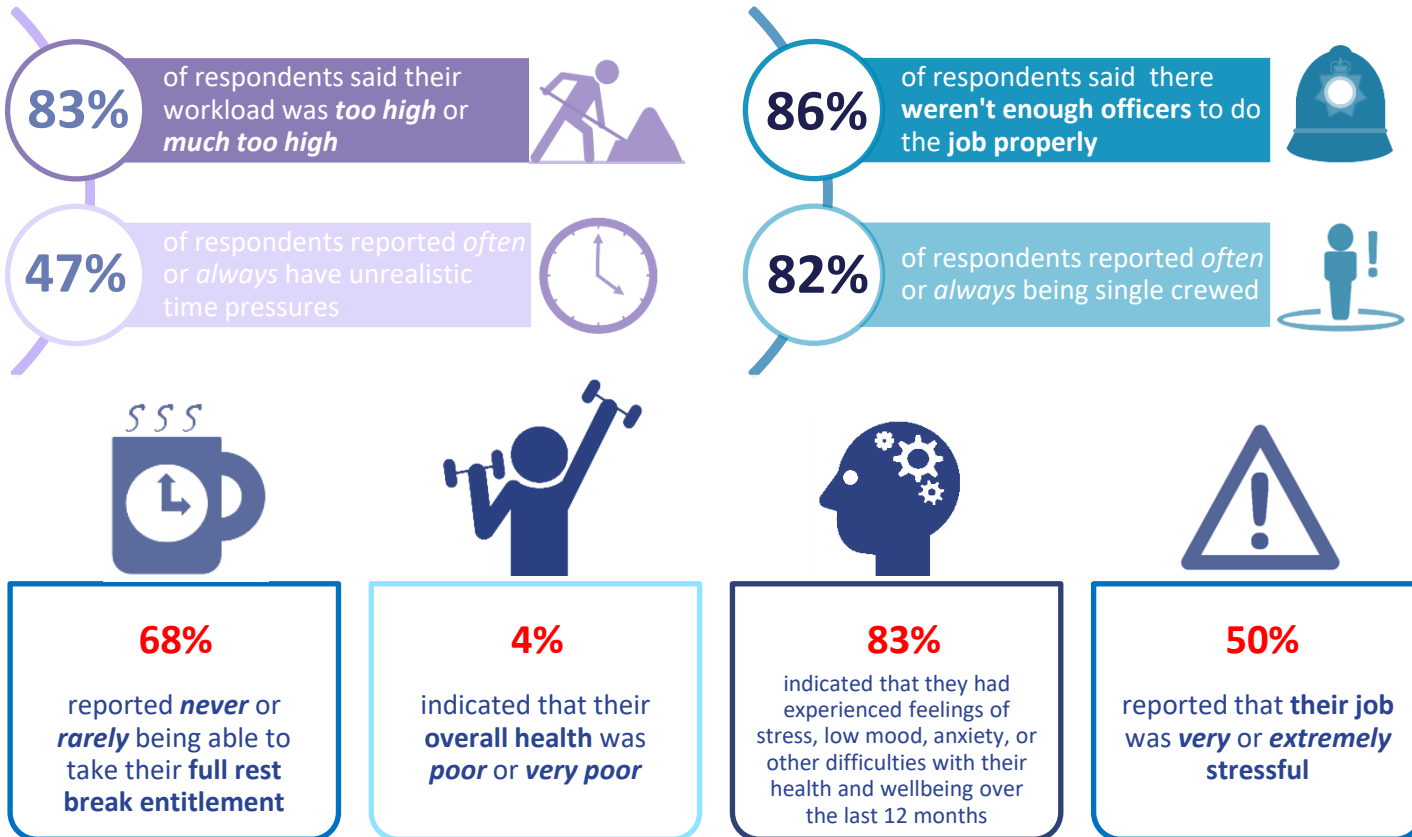 83%
of respondents said their
workload was too high or
much too high
86%
of respondents said there
weren't enough officers to do
the job properly
47%
of respondents reported often
or always have unrealistic
time pressures
82%
of respondents reported often
or always being single crewed
68%
reported never or
rarely being able to
take their full rest
break entitlement
4%
indicated that their
overall health was
poor or very poor
83%
indicated that they had
experienced feelings of
stress, low mood, anxiety, or
other difficulties with their
health and wellbeing over
the last 12 months
50%
reported that their job
was very or extremely
stressful